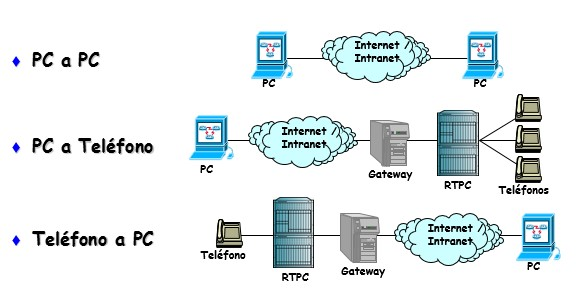 PC a PC
Internet /
Intranet
PC
PC
PC a Teléfono
Internet /
Intranet
PC
Gateway
RTPC
Teléfonos
Teléfono a PC
Teléfono
RTPC
Gateway
Internet /
Intranet
PC